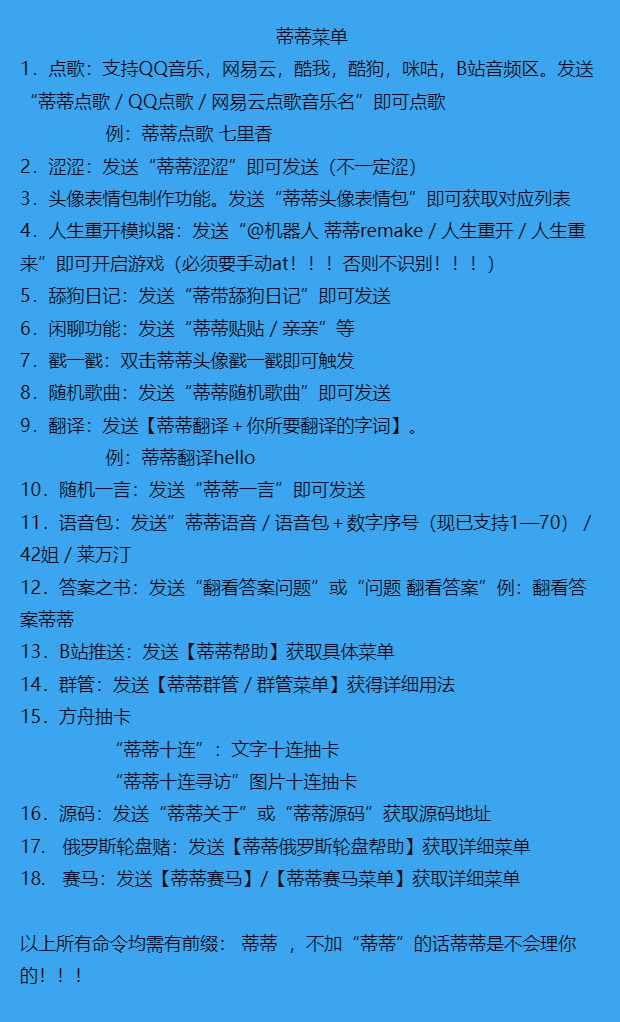 蒂蒂菜单
1．点歌：支持QQ音乐，网易云，酷我，酷狗，咪咕，B站音频区。发送
“蒂蒂点歌 / QQ点歌 / 网易云点歌音乐名”即可点歌
例：蒂蒂点歌 七里香
2．涩涩：发送“蒂蒂涩涩”即可发送（不一定涩）
3．头像表情包制作功能。发送“蒂蒂头像表情包”即可获取对应列表
4．人生重开模拟器：发送“@机器人 蒂蒂remake / 人生重开 / 人生重
来”即可开启游戏（必须要手动at！！！否则不识别！！！）
5．舔狗日记：发送“蒂带舔狗日记”即可发送
6．闲聊功能：发送“蒂蒂贴贴 / 亲亲”等
7．戳一戳：双击蒂蒂头像戳一戳即可触发
8．随机歌曲：发送“蒂蒂随机歌曲”即可发送
9．翻译：发送【蒂蒂翻译＋你所要翻译的字词】。
例：蒂蒂翻译hello
10．随机一言：发送“蒂蒂一言”即可发送
11．语音包：发送”蒂蒂语音 / 语音包＋数字序号（现已支持1—70） /
42姐 / 莱万汀
12．答案之书：发送“翻看答案问题”或“问题 翻看答案”例：翻看答
案蒂蒂
13．B站推送：发送【蒂蒂帮助】获取具体菜单
14．群管：发送【蒂蒂群管 / 群管菜单】获得详细用法
15．方舟抽卡
“蒂蒂十连”：文字十连抽卡
“蒂蒂十连寻访”图片十连抽卡
16．源码：发送“蒂蒂关于”或“蒂蒂源码”获取源码地址
17． 俄罗斯轮盘赌：发送【蒂蒂俄罗斯轮盘帮助】获取详细菜单
18． 赛马：发送【蒂蒂赛马】/【蒂蒂赛马菜单】获取详细菜单
以上所有命令均需有前缀： 蒂蒂 ，不加“蒂蒂”的话蒂蒂是不会理你
的！！！